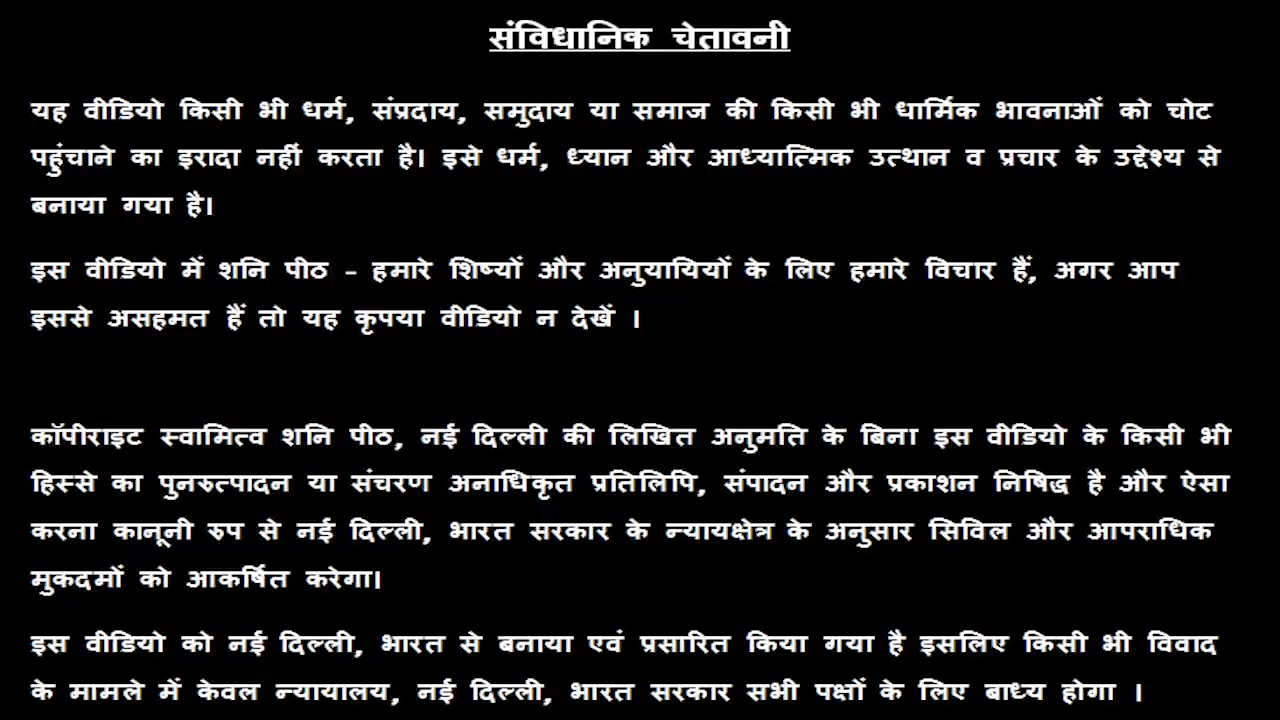 संविधानिक चेतावनी
यह वीडियो किसी भी धर्म, संप्रदाय, समुदाय या समाज की किसी भी धार्मिक भावनाओं को चोट
पहुंचाने का इरादा नहीं करता है। इसे धर्म, ध्यान और आध्यात्मिक उत्थान व प्रचार के उद्देश्य से
बनाया गया है।
इस वीडियो में शनि पीठ – हमारे शिष्यों और अनुयायियों के लिए हमारे विचार हैं, अगर आप
इससे असहमत हैं तो यह कृपया वीडियो न देखें ।
कॉपीराइट स्वामित्व शनि पीठ, नई दिल्ली की लिखित अनुमति के बिना इस वीडियो के किसी भी
हिस्से का पुनरुत्पादन या संचरण अनाधिकृत प्रतिलिपि, संपादन और प्रकाशन निषिद्ध है और ऐसा
करना कानूनी रुप से नई दिल्ली, भारत सरकार के न्यायक्षेत्र के अनुसार सिविल और आपराधिक
मुकदमों को आकर्षित करेगा।
इस वीडियो को नई दिल्ली, भारत से बनाया एवं प्रसारित किया गया है इसलिए किसी भी विवाद
के मामले में केवल न्यायालय, नई दिल्ली, भारत सरकार सभी पक्षों के लिए बाध्य होगा ।